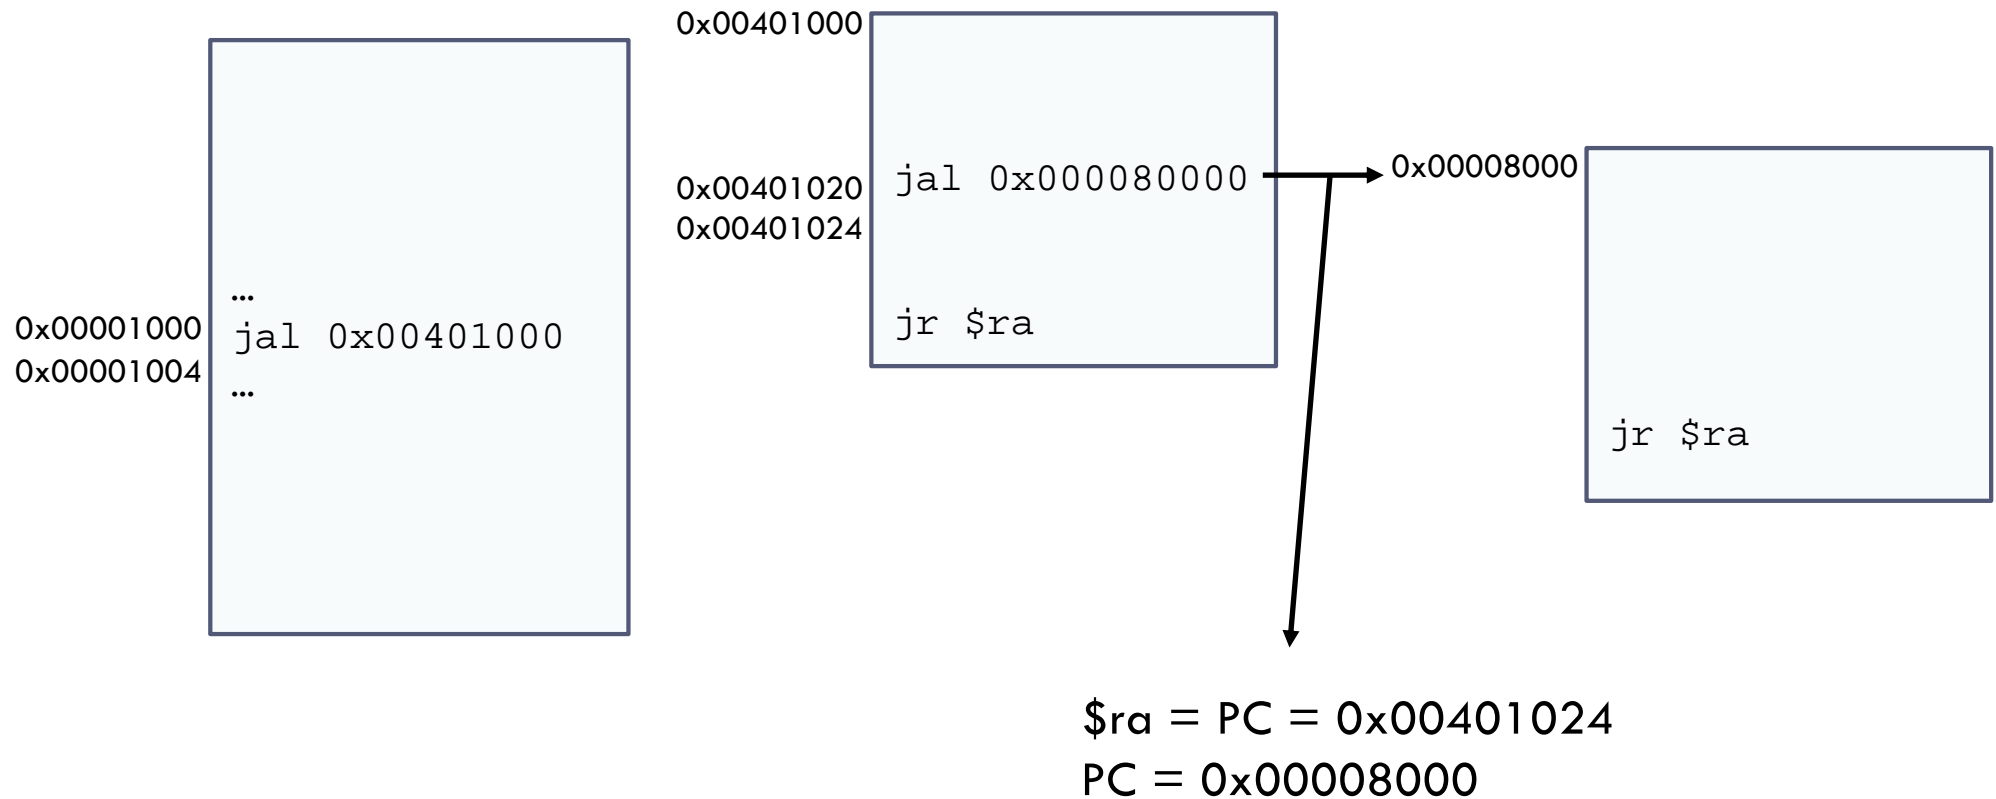 0x00001000
0x00001004
…
jal 0x00401000
…
0x00401000
0x00401020
0x00401024
jal 0x000080000
jr $ra
0x00008000
jr $ra
$ra = PC = 0x00401024
PC = 0x00008000